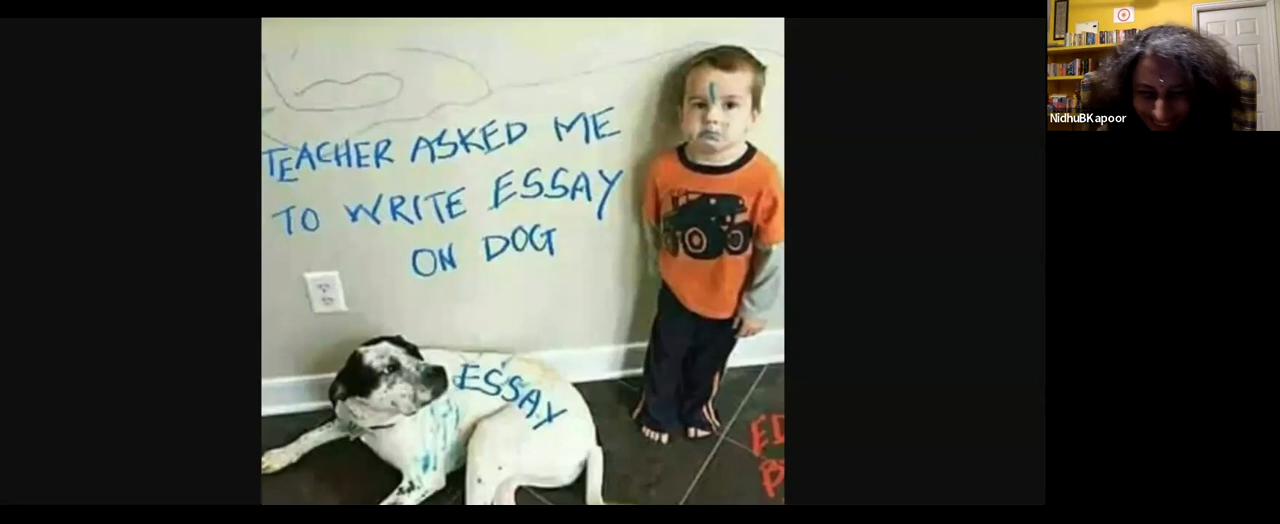 TEACHER ASKED ME
TO WRITE ESSAY
ON DOG
ESSAY
NidhuBKapoor